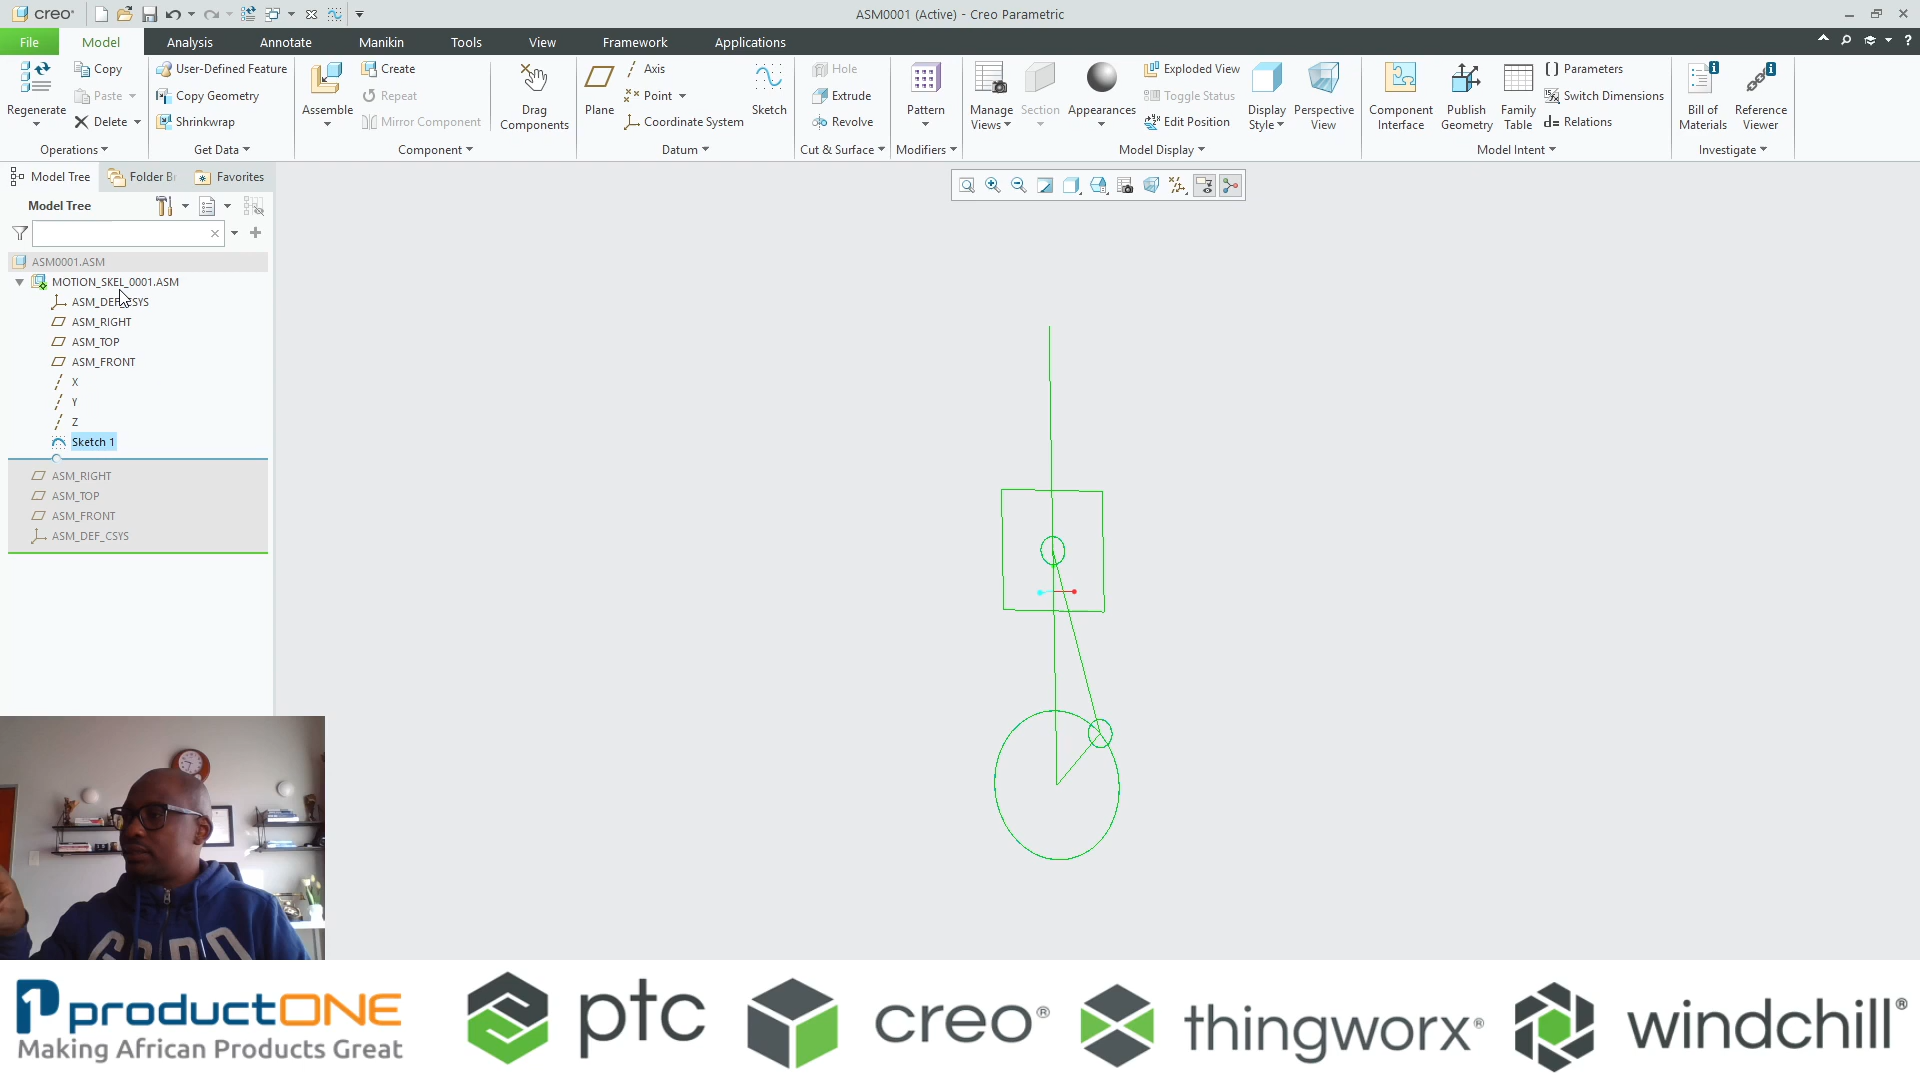 creo®
ASM0001 (Active) - Creo Parametric
File Model Analysis Annotate Manikin Tools View Framework Applications
Regenerate
Copy
Paste
Delete
Operations
User-Defined Feature
Copy Geometry
Shrinkwrap
Get Data
Assemble
Create
Repeat
Mirror Component
Drag
Components
Component
Plane
Axis
Point
Coordinate System
Sketch
Datum
Hole
Extrude
Revolve
Cut & Surface
Pattern
Modifiers
Manage
Views
Section
Appearances
Exploded View
Toggle Status
Edit Position
Display
Style
Perspective
View
Model Display
Component
Interface
Publish
Geometry
Family
Table
Parameters
Switch Dimensions
Relations
Model Intent
Bill of
Materials
Reference
Viewer
Investigate
Model Tree
Folder Br
Favorites
Model Tree
ASM0001.ASM
MOTION_SKEL_0001.ASM
ASM_DEF_CSYS
ASM_RIGHT
ASM_TOP
ASM_FRONT
X
Y
Z
Sketch 1
ASM_RIGHT
ASM_TOP
ASM_FRONT
ASM_DEF_CSYS
productONE
Making African Products Great
ptc
creo®
thingworx®
windchill®